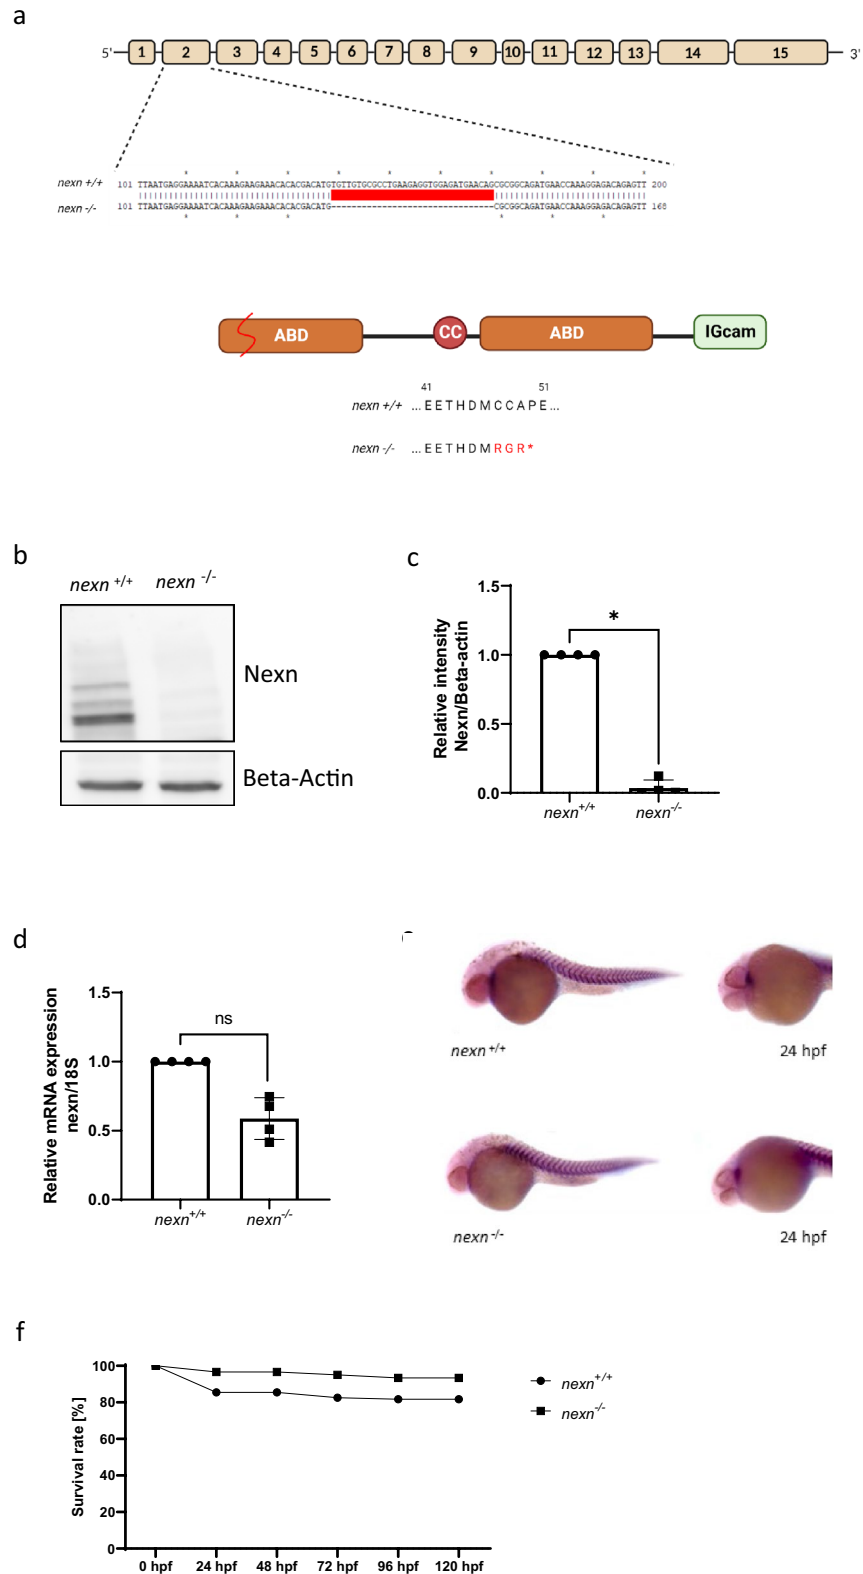 a
5' 1 2 3 4 5 6 7 8 9 10 11 12 13 14 15 3'
nexn +/+ 101 TTAATGAGGAAAATCACAAAGAAGAAACACACGACATGTGTTGTGCGCCTGAAGAGGTGGAGATGAACAGCGCGGCAGATGAACCAAAGGAGACAGAGTT 200
nexn -/- 101 TTAATGAGGAAAATCACAAAGAAGAAACACACGACATG--------------------------------CGCGGCAGATGAACCAAAGGAGACAGAGTT 168
ABD CC ABD IGcam
41 51
nexn +/+ ... E E T H D M C C A P E ...
nexn -/- ... E E T H D M R G R *
b
nexn +/+ nexn -/-
Nexn
Beta-Actin
c
Relative intensity
Nexn/Beta-actin
1.5
1.0
0.5
0.0
*
nexn+/+ nexn-/-
d
Relative mRNA expression
nexn/18S
1.5
1.0
0.5
0.0
ns
nexn+/+ nexn-/-
nexn+/+ 24 hpf
nexn-/- 24 hpf
f
Survival rate [%]
100
80
60
40
20
0
0 hpf 24 hpf 48 hpf 72 hpf 96 hpf 120 hpf
nexn+/+
nexn-/-